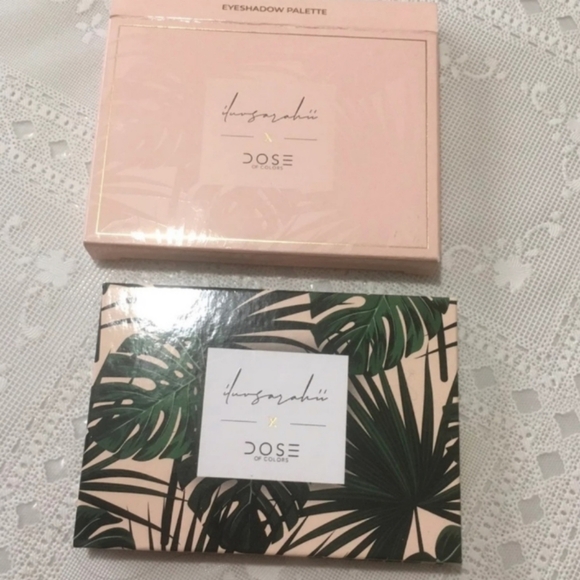 EYESHADOW PALETTE
iluvsarahii
X
DOSE
OF COLORS
iluvsarahii
X
DOSE
OF COLORS